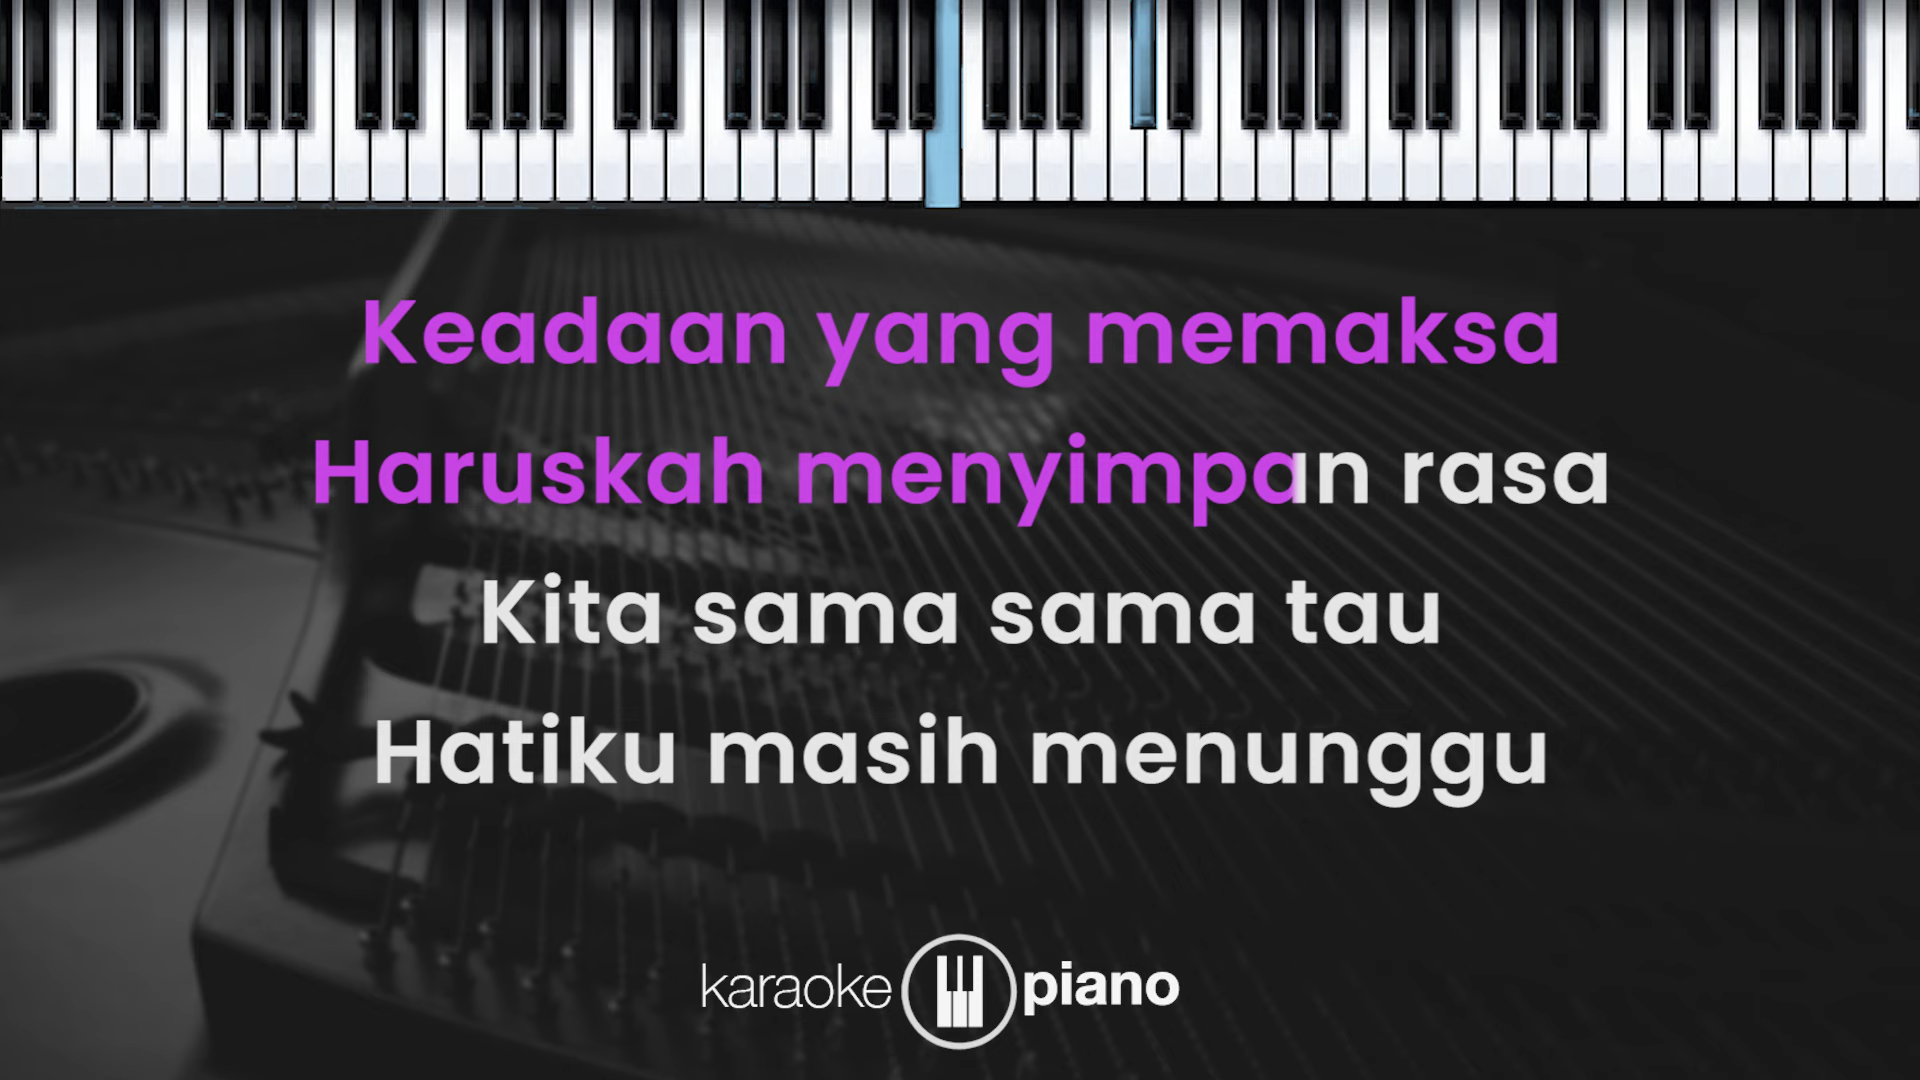 Keadaan yang memaksa
Haruskah menyimpan rasa
Kita sama sama tau
Hatiku masih menunggu
karaoke piano